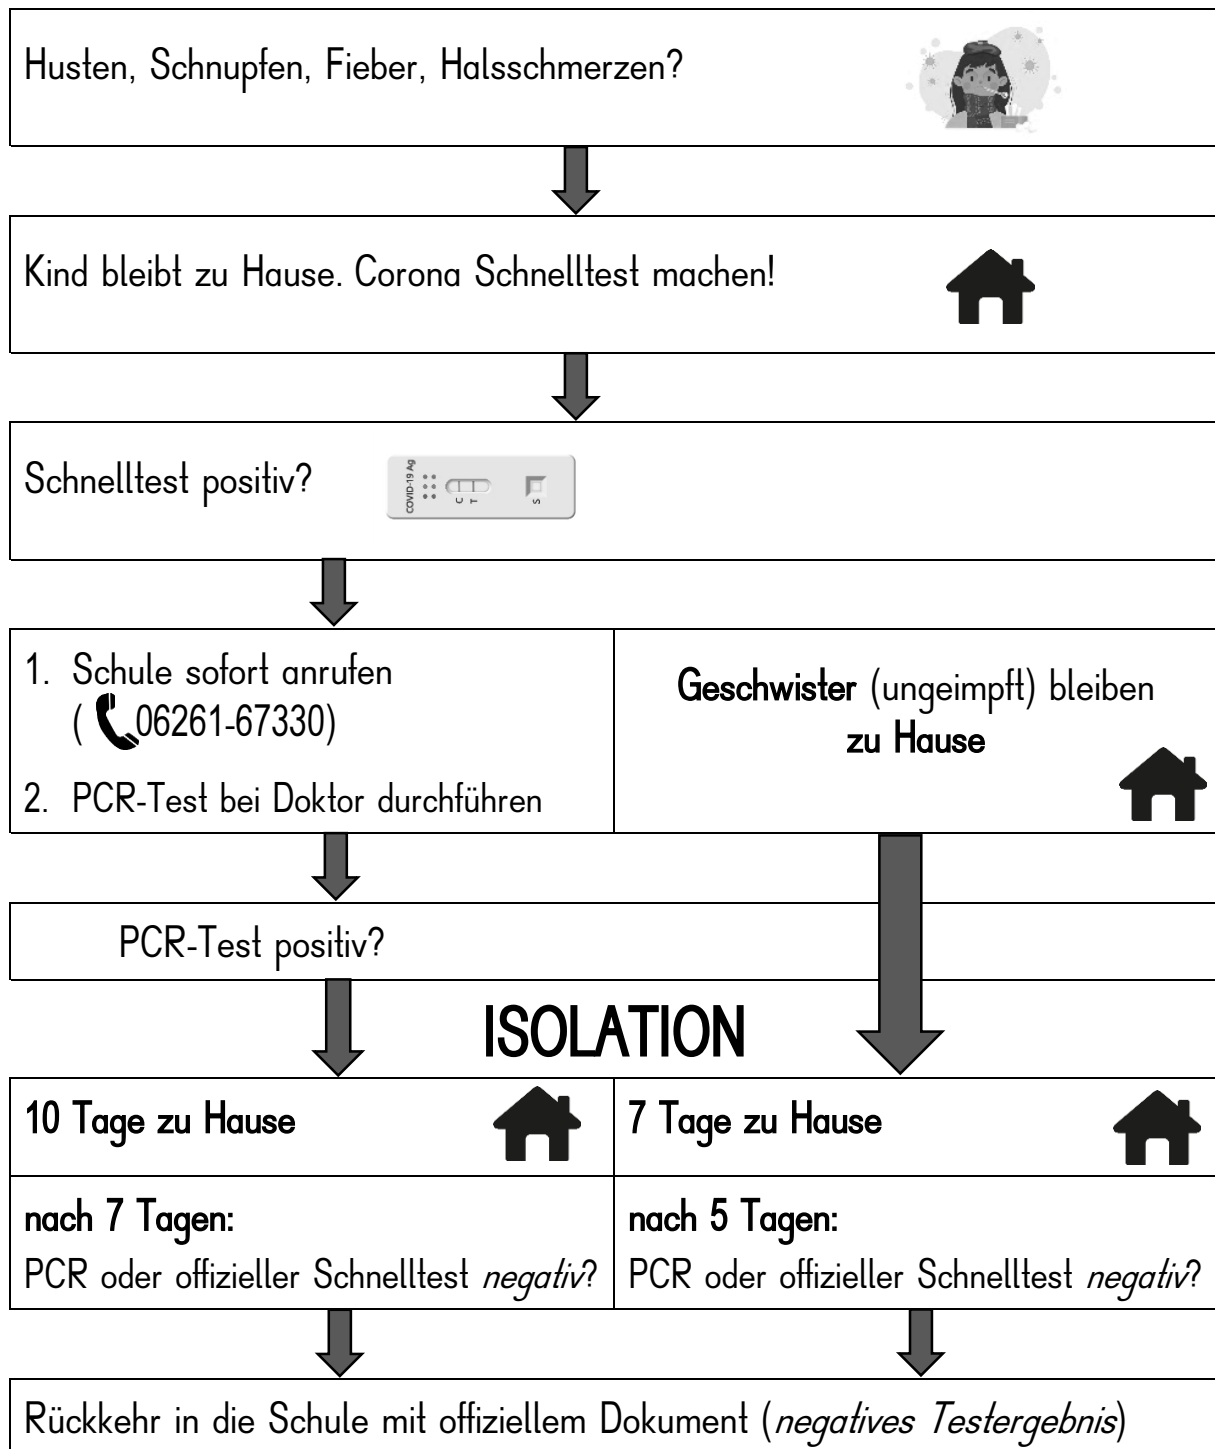 Husten, Schnupfen, Fieber, Halsschmerzen?
Kind bleibt zu Hause. Corona Schnelltest machen!
Schnelltest positiv?
COVID-19 Ag
C
T
S
1. Schule sofort anrufen
(06261-67330)
2. PCR-Test bei Doktor durchführen
Geschwister (ungeimpft) bleiben
zu Hause
PCR-Test positiv?
ISOLATION
10 Tage zu Hause
7 Tage zu Hause
nach 7 Tagen:
PCR oder offizieller Schnelltest negativ?
nach 5 Tagen:
PCR oder offizieller Schnelltest negativ?
Rückkehr in die Schule mit offiziellem Dokument (negatives Testergebnis)